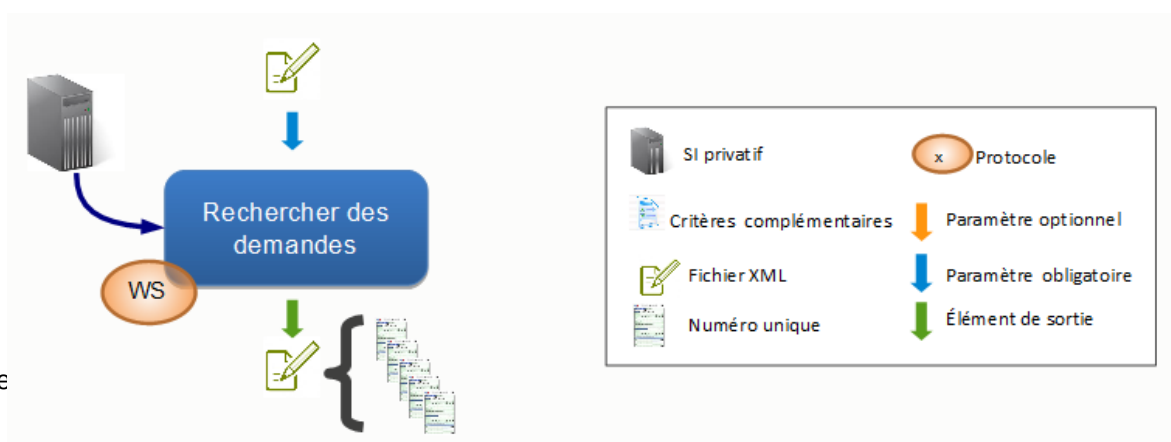 Rechercher des
demandes
WS
e
SI privatif
x Protocole
Critères complémentaires
Paramètre optionnel
Fichier XML
Paramètre obligatoire
Numéro unique
Élément de sortie